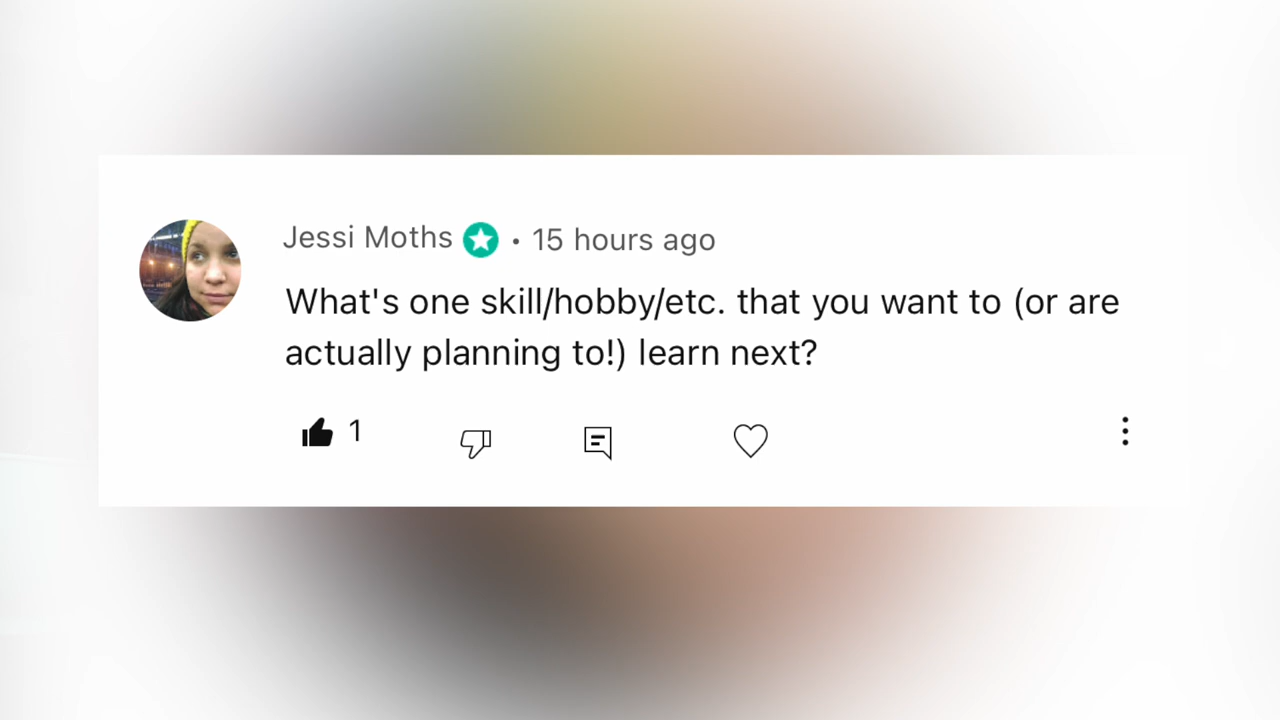 Jessi Moths • 15 hours ago
What's one skill/hobby/etc. that you want to (or are
actually planning to!) learn next?
1